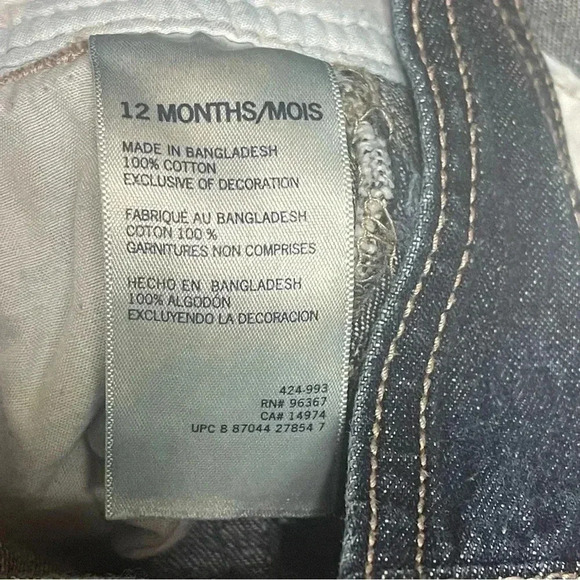 12 MONTHS/MOIS
MADE IN BANGLADESH
100% COTTON
EXCLUSIVE OF DECORATION
FABRIQUÉ AU BANGLADESH
COTON 100 %
GARNITURES NON COMPRISES
HECHO EN BANGLADESH
100% ALGODÓN
EXCLUYENDO LA DECORACION
424-993
RN# 96367
CA# 14974
UPC 8 87044 27854 7